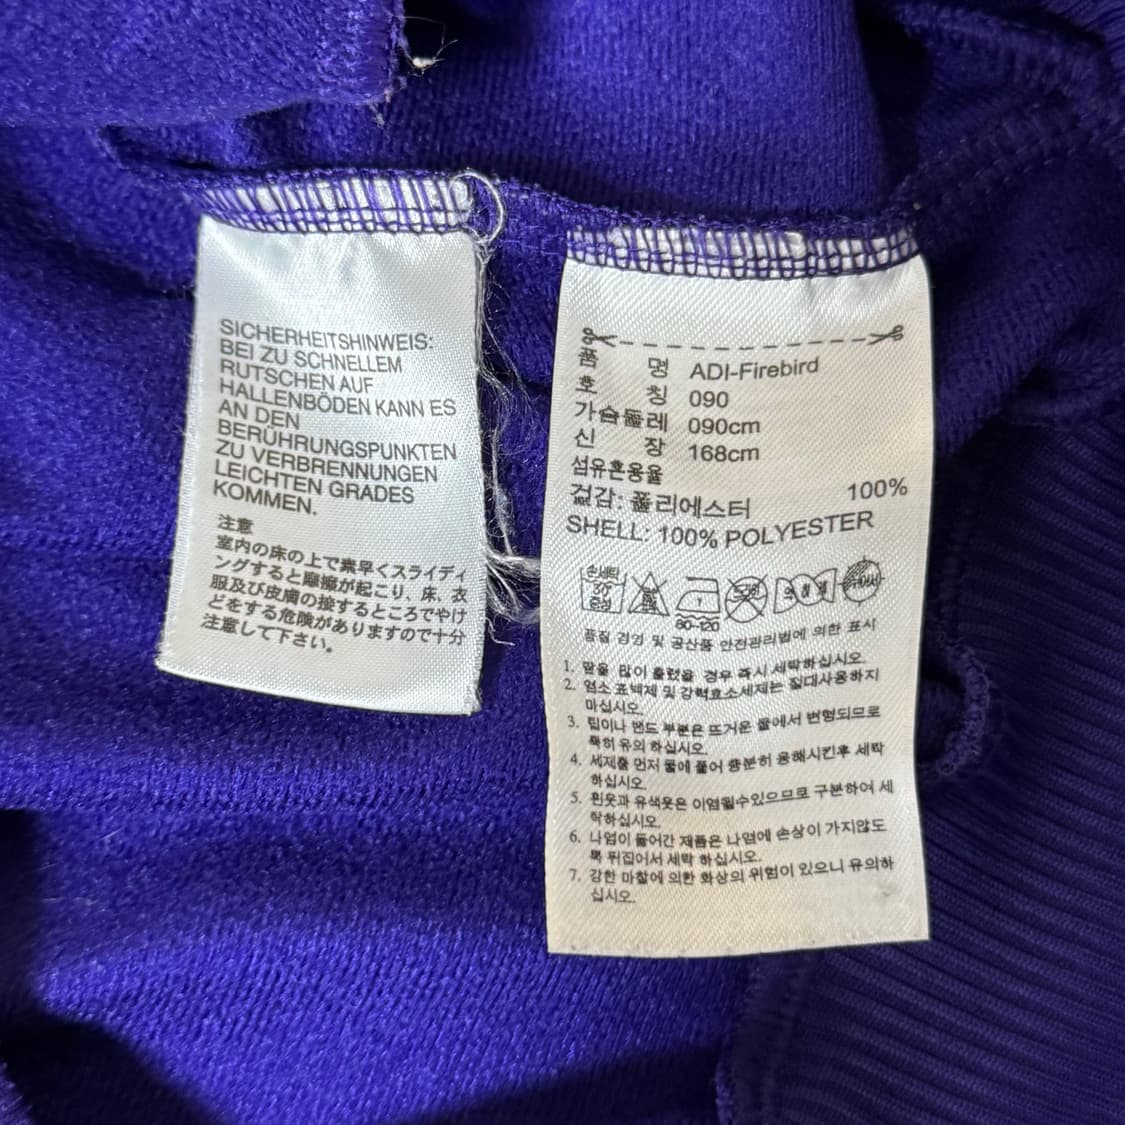 SICHERHEITSHINWEIS:
BEI ZU SCHNELLEM
RUTSCHEN AUF
HALLENBÖDEN KANN ES
AN DEN
BERÜHRUNGSPUNKTEN
ZU VERBRENNUNGEN
LEICHTEN GRADES
KOMMEN.
注意
室内の床の上で素早くスライディ
ングすると摩擦が起こり、床、衣
服及び皮膚の接するところでやけ
どをする危険がありますので十分
注意して下さい。
품 명 ADI-Firebird
호 칭 090
가슴둘레 090cm
신 장 168cm
섬유혼용율
겉감: 폴리에스터 100%
SHELL: 100% POLYESTER
손세탁
30°
중성
80-120
품질 경영 및 공산품 안전관리법에 의한 표시
1. 땀을 많이 흘렸을 경우 즉시 세탁하십시오.
2. 염소 표백제 및 강력효소세제는 절대사용하지
마십시오.
3. 팁이나 밴드 부분은 뜨거운 물에서 변형되므로
특히 유의 하십시오.
4. 세제를 먼저 물에 풀어 충분히 용해시킨후 세탁
하십시오.
5. 흰옷과 유색옷은 이염될수있으므로 구분하여 세
탁하십시오.
6. 나염이 들어간 제품은 나염에 손상이 가지않도
록 뒤집어서 세탁 하십시오.
7. 강한 마찰에 의한 화상의 위험이 있으니 유의하
십시오.